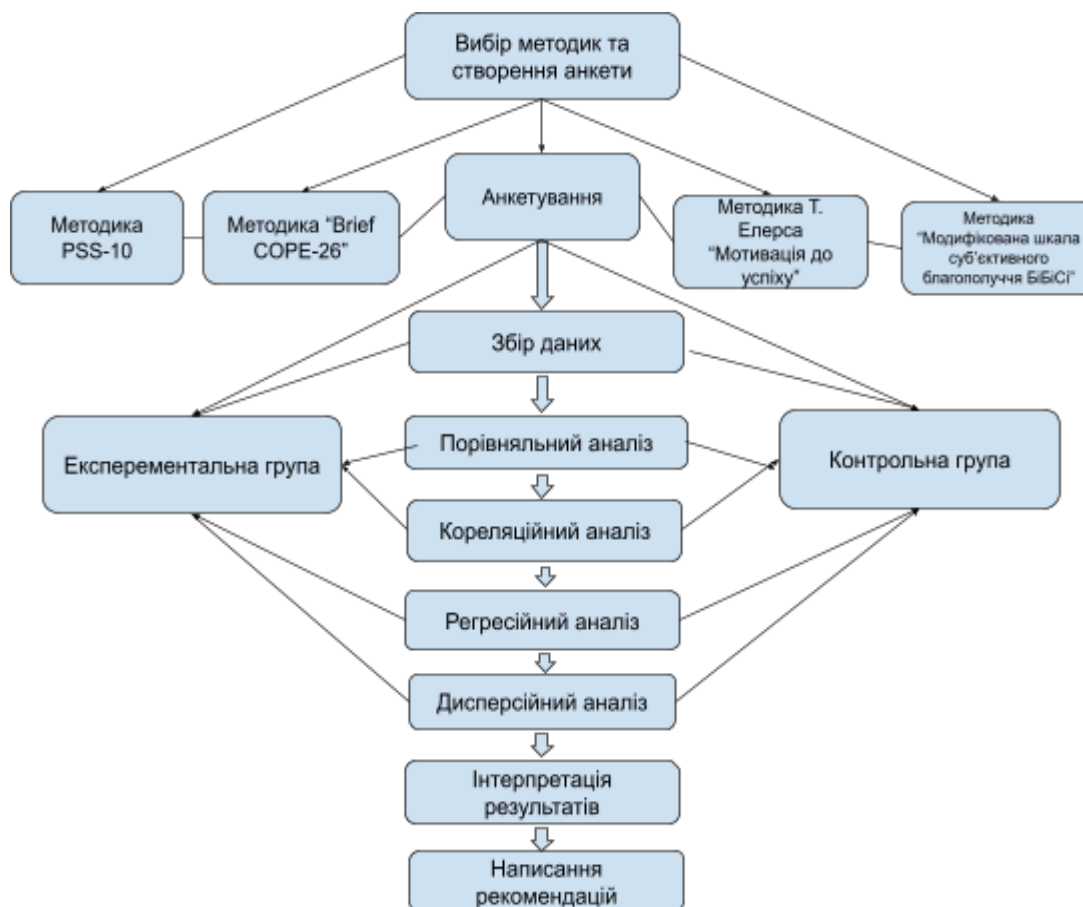 Вибір методик та
створення анкети
Методика
PSS-10
Методика “Brief
COPE-26”
Анкетування
Методика Т.
Елерса
“Мотивація до
успіху”
Методика
“Модифікована шкала
суб’єктивного
благополуччя БіБіСі”
Збір даних
Експерементальна група
Порівняльний аналіз
Контрольна група
Кореляційний аналіз
Регресійний аналіз
Дисперсійний аналіз
Інтерпретація
результатів
Написання
рекомендацій